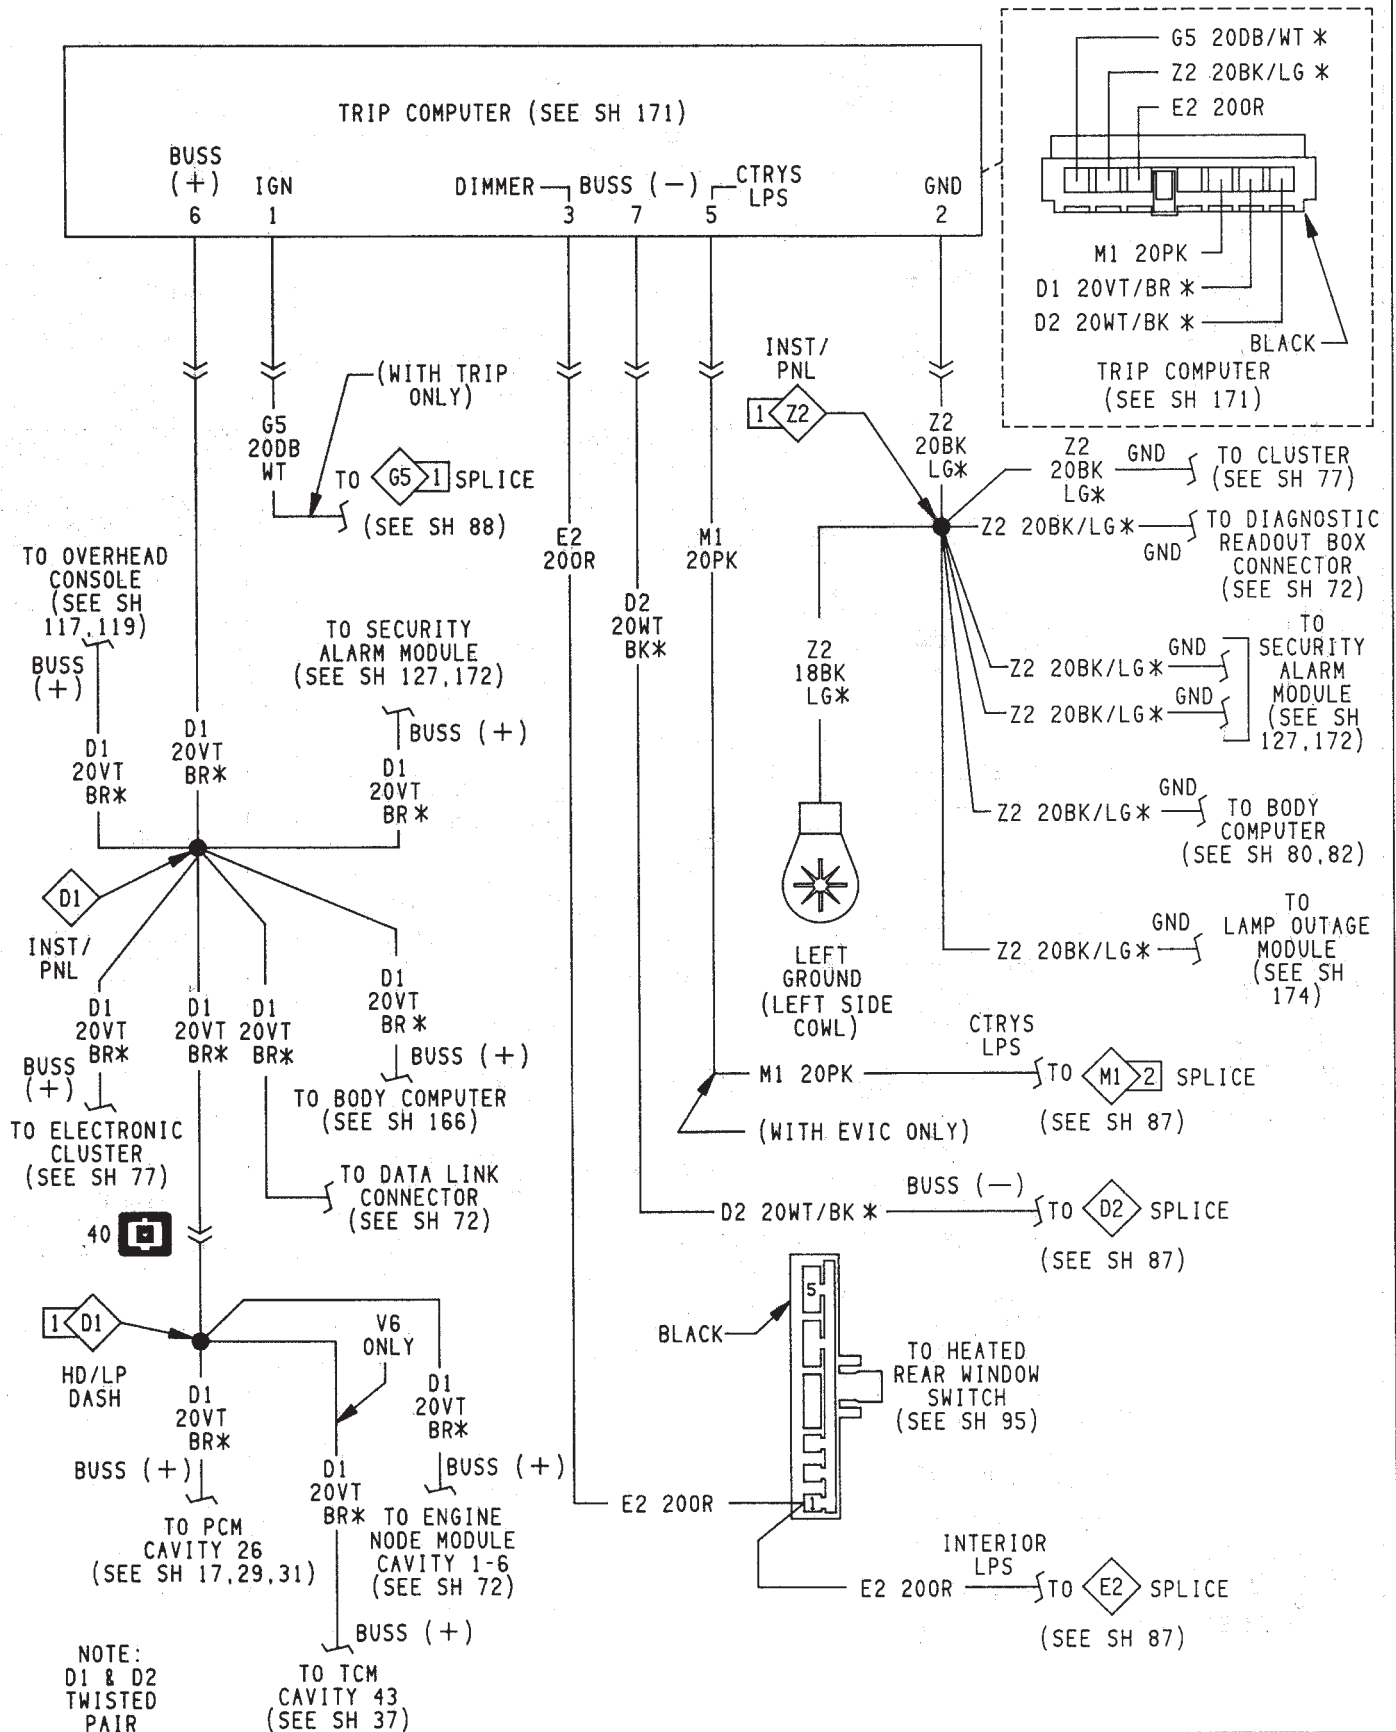 G5 20DB/WT *
Z2 20BK/LG *
E2 20OR
M1 20PK
D1 20VT/BR *
D2 20WT/BK *
BLACK
TRIP COMPUTER
(SEE SH 171)
TRIP COMPUTER (SEE SH 171)
BUSS
(+)
6
IGN
1
DIMMER
3
BUSS (-)
7
CTRYS
LPS
5
GND
2
(WITH TRIP
ONLY)
G5
20DB
WT
TO G5 1 SPLICE
(SEE SH 88)
INST/
PNL
1 Z2
Z2
20BK
LG*
Z2
20BK
LG*
GND
TO CLUSTER
(SEE SH 77)
Z2 20BK/LG*
GND
TO DIAGNOSTIC
READOUT BOX
CONNECTOR
(SEE SH 72)
E2
20OR
M1
20PK
D2
20WT
BK*
TO OVERHEAD
CONSOLE
(SEE SH
117,119)
BUSS
(+)
TO SECURITY
ALARM MODULE
(SEE SH 127,172)
BUSS (+)
D1
20VT
BR*
D1
20VT
BR*
D1
20VT
BR*
Z2
18BK
LG*
Z2 20BK/LG*
GND
Z2 20BK/LG*
GND
TO
SECURITY
ALARM
MODULE
(SEE SH
127,172)
Z2 20BK/LG*
GND
TO BODY
COMPUTER
(SEE SH 80,82)
Z2 20BK/LG*
GND
TO
LAMP OUTAGE
MODULE
(SEE SH
174)
D1
INST/
PNL
LEFT
GROUND
(LEFT SIDE
COWL)
D1
20VT
BR*
D1
20VT
BR*
D1
20VT
BR*
D1
20VT
BR*
BUSS
(+)
TO ELECTRONIC
CLUSTER
(SEE SH 77)
BUSS (+)
TO BODY COMPUTER
(SEE SH 166)
TO DATA LINK
CONNECTOR
(SEE SH 72)
M1 20PK
CTRYS
LPS
TO M1 2 SPLICE
(SEE SH 87)
(WITH EVIC ONLY)
D2 20WT/BK *
BUSS (-)
TO D2 SPLICE
(SEE SH 87)
40
1 D1
HD/LP
DASH
V6
ONLY
D1
20VT
BR*
D1
20VT
BR*
D1
20VT
BR*
BUSS (+)
TO PCM
CAVITY 26
(SEE SH 17,29,31)
BUSS (+)
TO ENGINE
NODE MODULE
CAVITY 1-6
(SEE SH 72)
BUSS (+)
TO TCM
CAVITY 43
(SEE SH 37)
5
BLACK
1
TO HEATED
REAR WINDOW
SWITCH
(SEE SH 95)
E2 20OR
E2 20OR
INTERIOR
LPS
TO E2 SPLICE
(SEE SH 87)
NOTE:
D1 & D2
TWISTED
PAIR